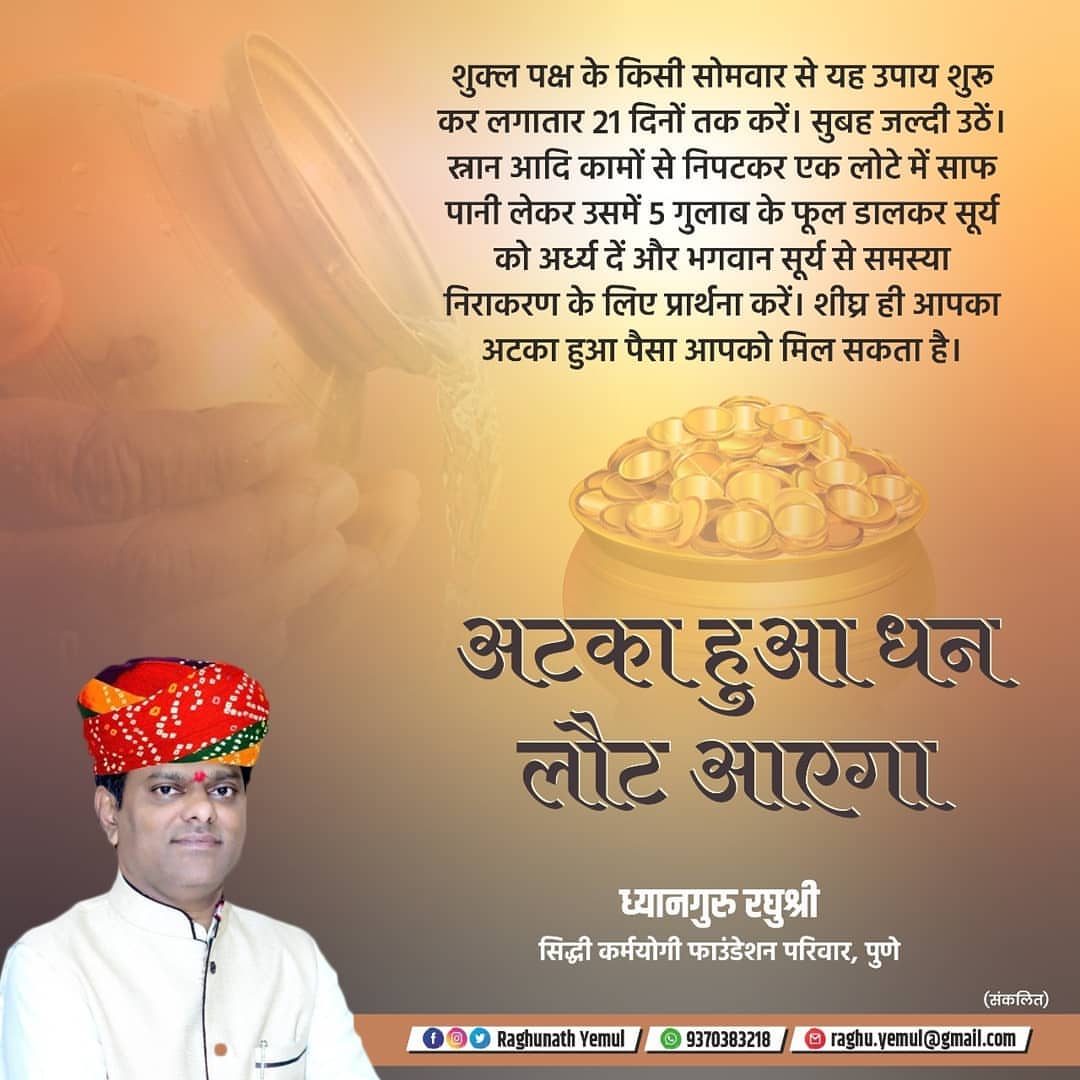 शुक्ल पक्ष के किसी सोमवार से यह उपाय शुरू
कर लगातार 21 दिनों तक करें। सुबह जल्दी उठें।
स्नान आदि कामों से निपटकर एक लोटे में साफ
पानी लेकर उसमें 5 गुलाब के फूल डालकर सूर्य
को अर्ध्य दें और भगवान सूर्य से समस्या
निराकरण के लिए प्रार्थना करें। शीघ्र ही आपका
अटका हुआ पैसा आपको मिल सकता है।
अटका हुआ धन
लौट आएगा
ध्यानगुरु रघुश्री
सिद्धी कर्मयोगी फाउंडेशन परिवार, पुणे
(संकलित)
Raghunath Yemul 9370383218 raghu.yemul@gmail.com